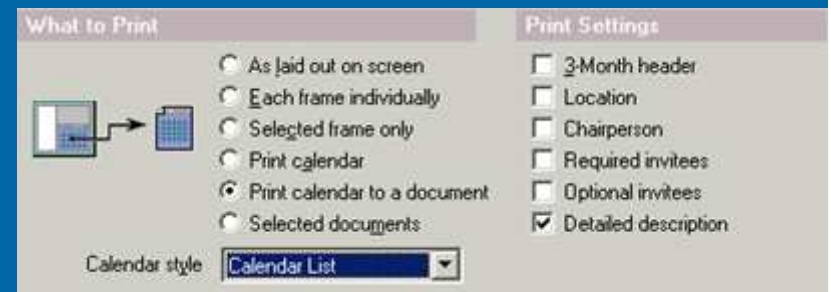 What to Print
As laid out on screen
Each frame individually
Selected frame only
Print calendar
Print calendar to a document
Selected documents
Calendar style Calendar List
Print Settings
3-Month header
Location
Chairperson
Required invitees
Optional invitees
Detailed description